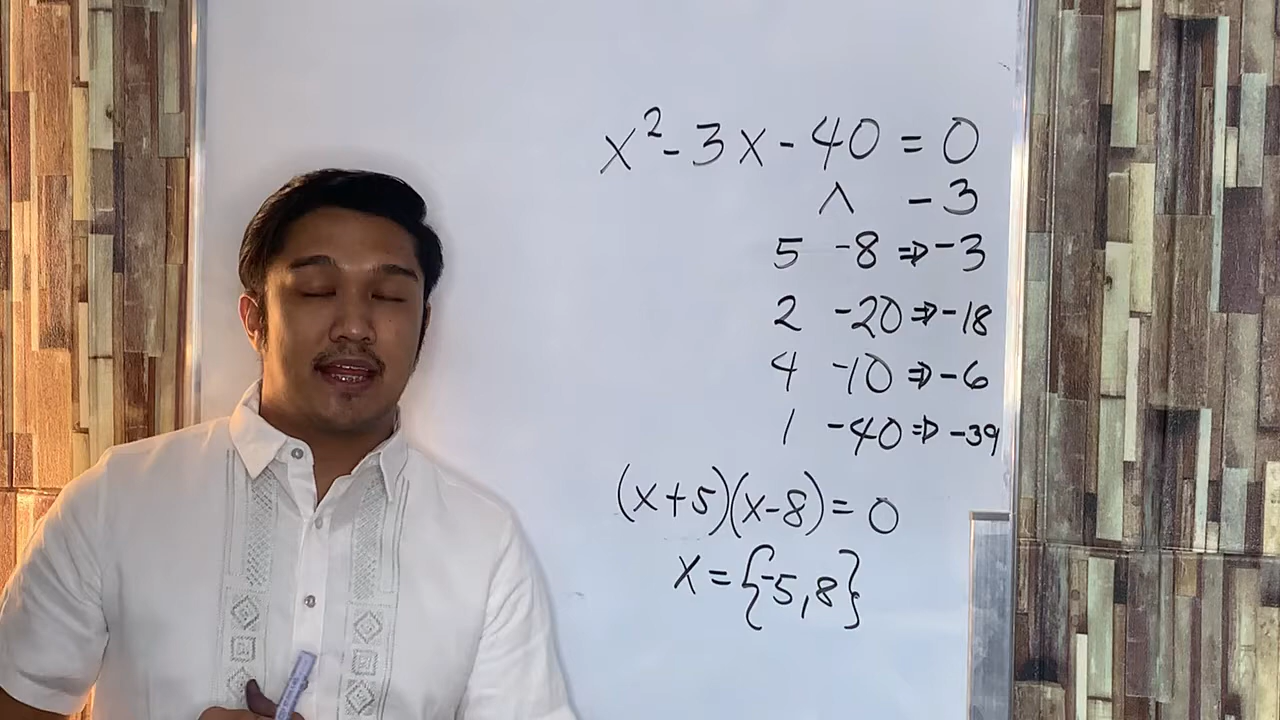 x² - 3x - 40 = 0
^ -3
5 -8 ⇒ -3
2 -20 ⇒ -18
4 -10 ⇒ -6
1 -40 ⇒ -39
(x+5)(x-8) = 0
x = {-5, 8}